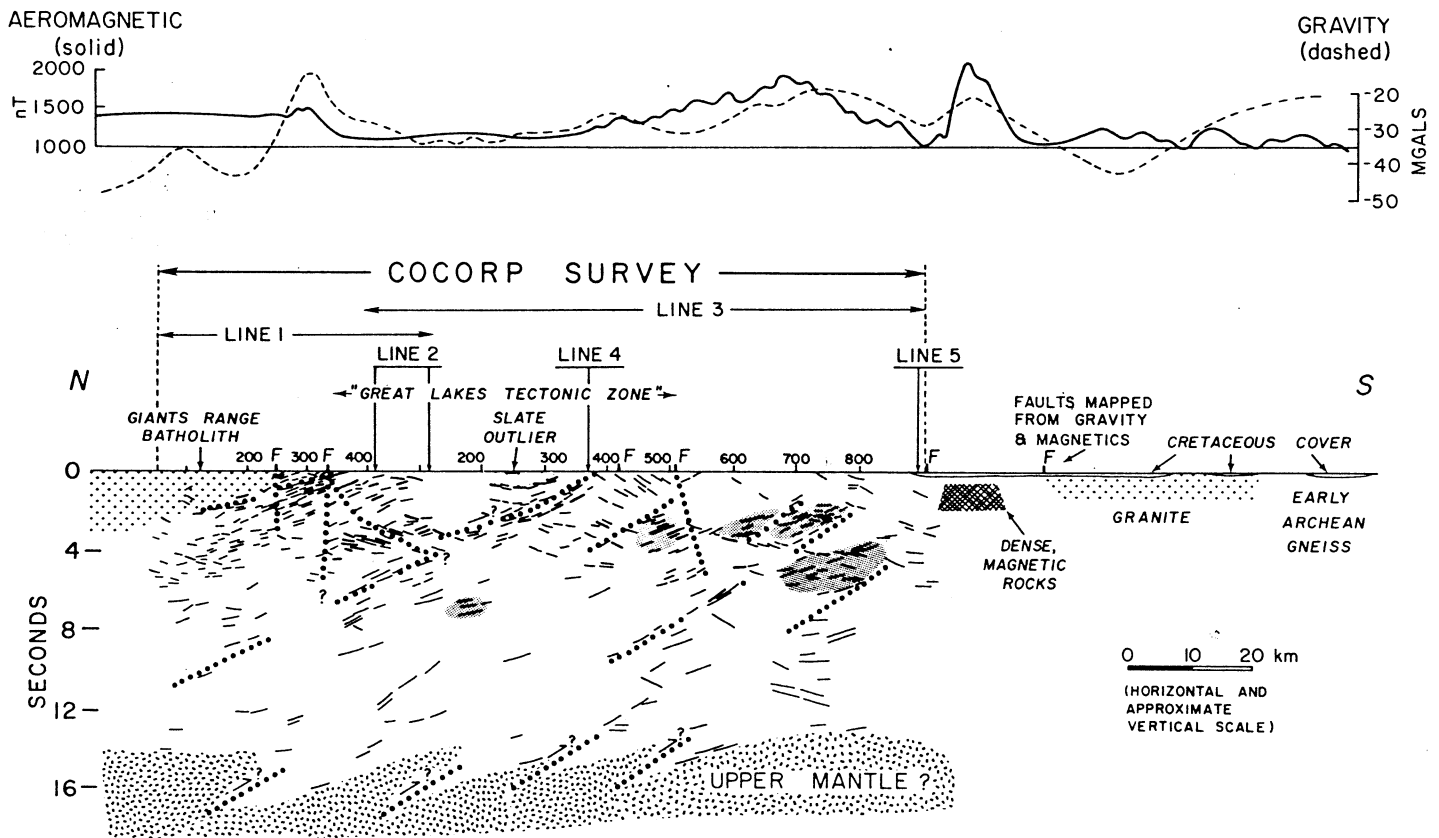 AEROMAGNETIC
(solid)
GRAVITY
(dashed)
nT
2000
1500
1000
-20
-30
-40
-50
MGALS
COCORP SURVEY
LINE 3
LINE 1
LINE 2
LINE 4
LINE 5
N
S
"GREAT LAKES TECTONIC ZONE"
GIANTS RANGE
BATHOLITH
SLATE
OUTLIER
FAULTS MAPPED
FROM GRAVITY
& MAGNETICS
CRETACEOUS COVER
200 F 300 F 400 200 300 400 F 500 F 600 700 800 F F
0
4
8
12
16
SECONDS
?
?
?
?
?
?
?
?
GRANITE
EARLY
ARCHEAN
GNEISS
DENSE,
MAGNETIC
ROCKS
0 10 20 km
(HORIZONTAL AND
APPROXIMATE
VERTICAL SCALE)
UPPER MANTLE ?